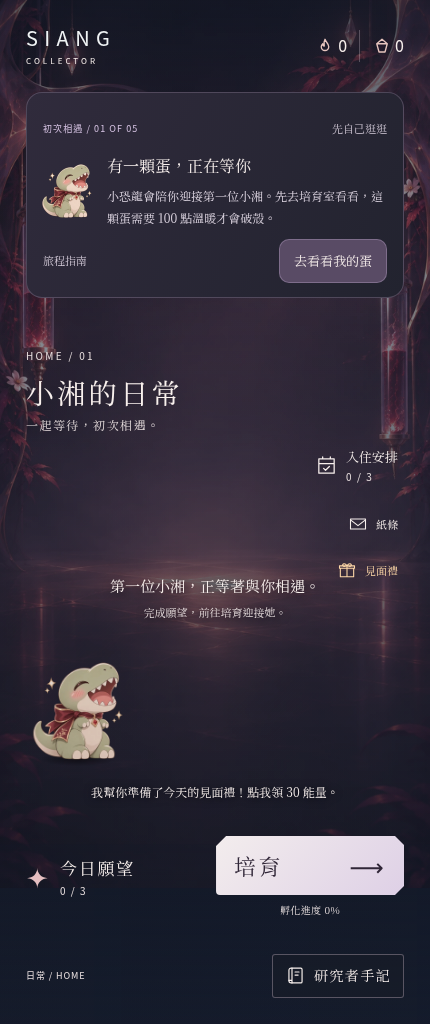 SIANG
COLLECTOR
0
0
初次相遇 / 01 OF 05
先自己逛逛
有一顆蛋，正在等你
小恐龍會陪你迎接第一位小湘。先去培育室看看，這
顆蛋需要 100 點溫暖才會破殼。
旅程指南
去看看我的蛋
HOME / 01
小湘的日常
一起等待，初次相遇。
入住安排
0 / 3
紙條
見面禮
第一位小湘，正等著與你相遇。
完成願望，前往培育迎接她。
我幫你準備了今天的見面禮！點我領 30 能量。
今日願望
0 / 3
培育
孵化進度 0%
日常 / HOME
研究者手記